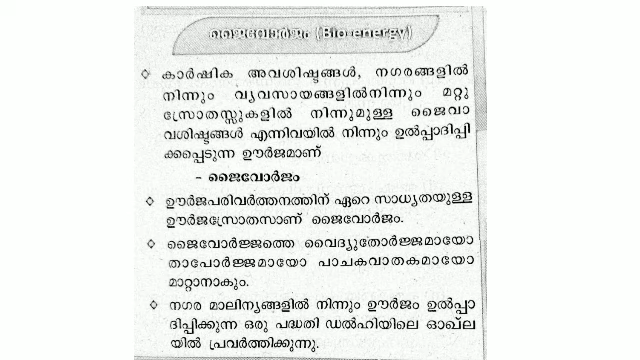 ജൈവോർജം (Bio-energy)
◇ കാർഷിക അവശിഷ്ടങ്ങൾ, നഗരങ്ങളിൽ
നിന്നും വ്യവസായങ്ങളിൽനിന്നും മറ്റു
സ്രോതസ്സുകളിൽ നിന്നുമുള്ള ജൈവാ
വശിഷ്ടങ്ങൾ എന്നിവയിൽ നിന്നും ഉൽപ്പാദിപ്പി
ക്കപ്പെടുന്ന ഊർജമാണ്
– ജൈവോർജം
◇ ഊർജപരിവർത്തനത്തിന് ഏറെ സാധ്യതയുള്ള
ഊർജസ്രോതസാണ് ജൈവോർജം.
◇ ജൈവോർജ്ജത്തെ വൈദ്യുതോർജ്ജമായോ
താപോർജ്ജമായോ പാചകവാതകമായോ
മാറ്റാനാകും.
◇ നഗര മാലിന്യങ്ങളിൽ നിന്നും ഊർജം ഉൽപ്പാ
ദിപ്പിക്കുന്ന ഒരു പദ്ധതി ഡൽഹിയിലെ ഓഖ്ല
യിൽ പ്രവർത്തിക്കുന്നു.